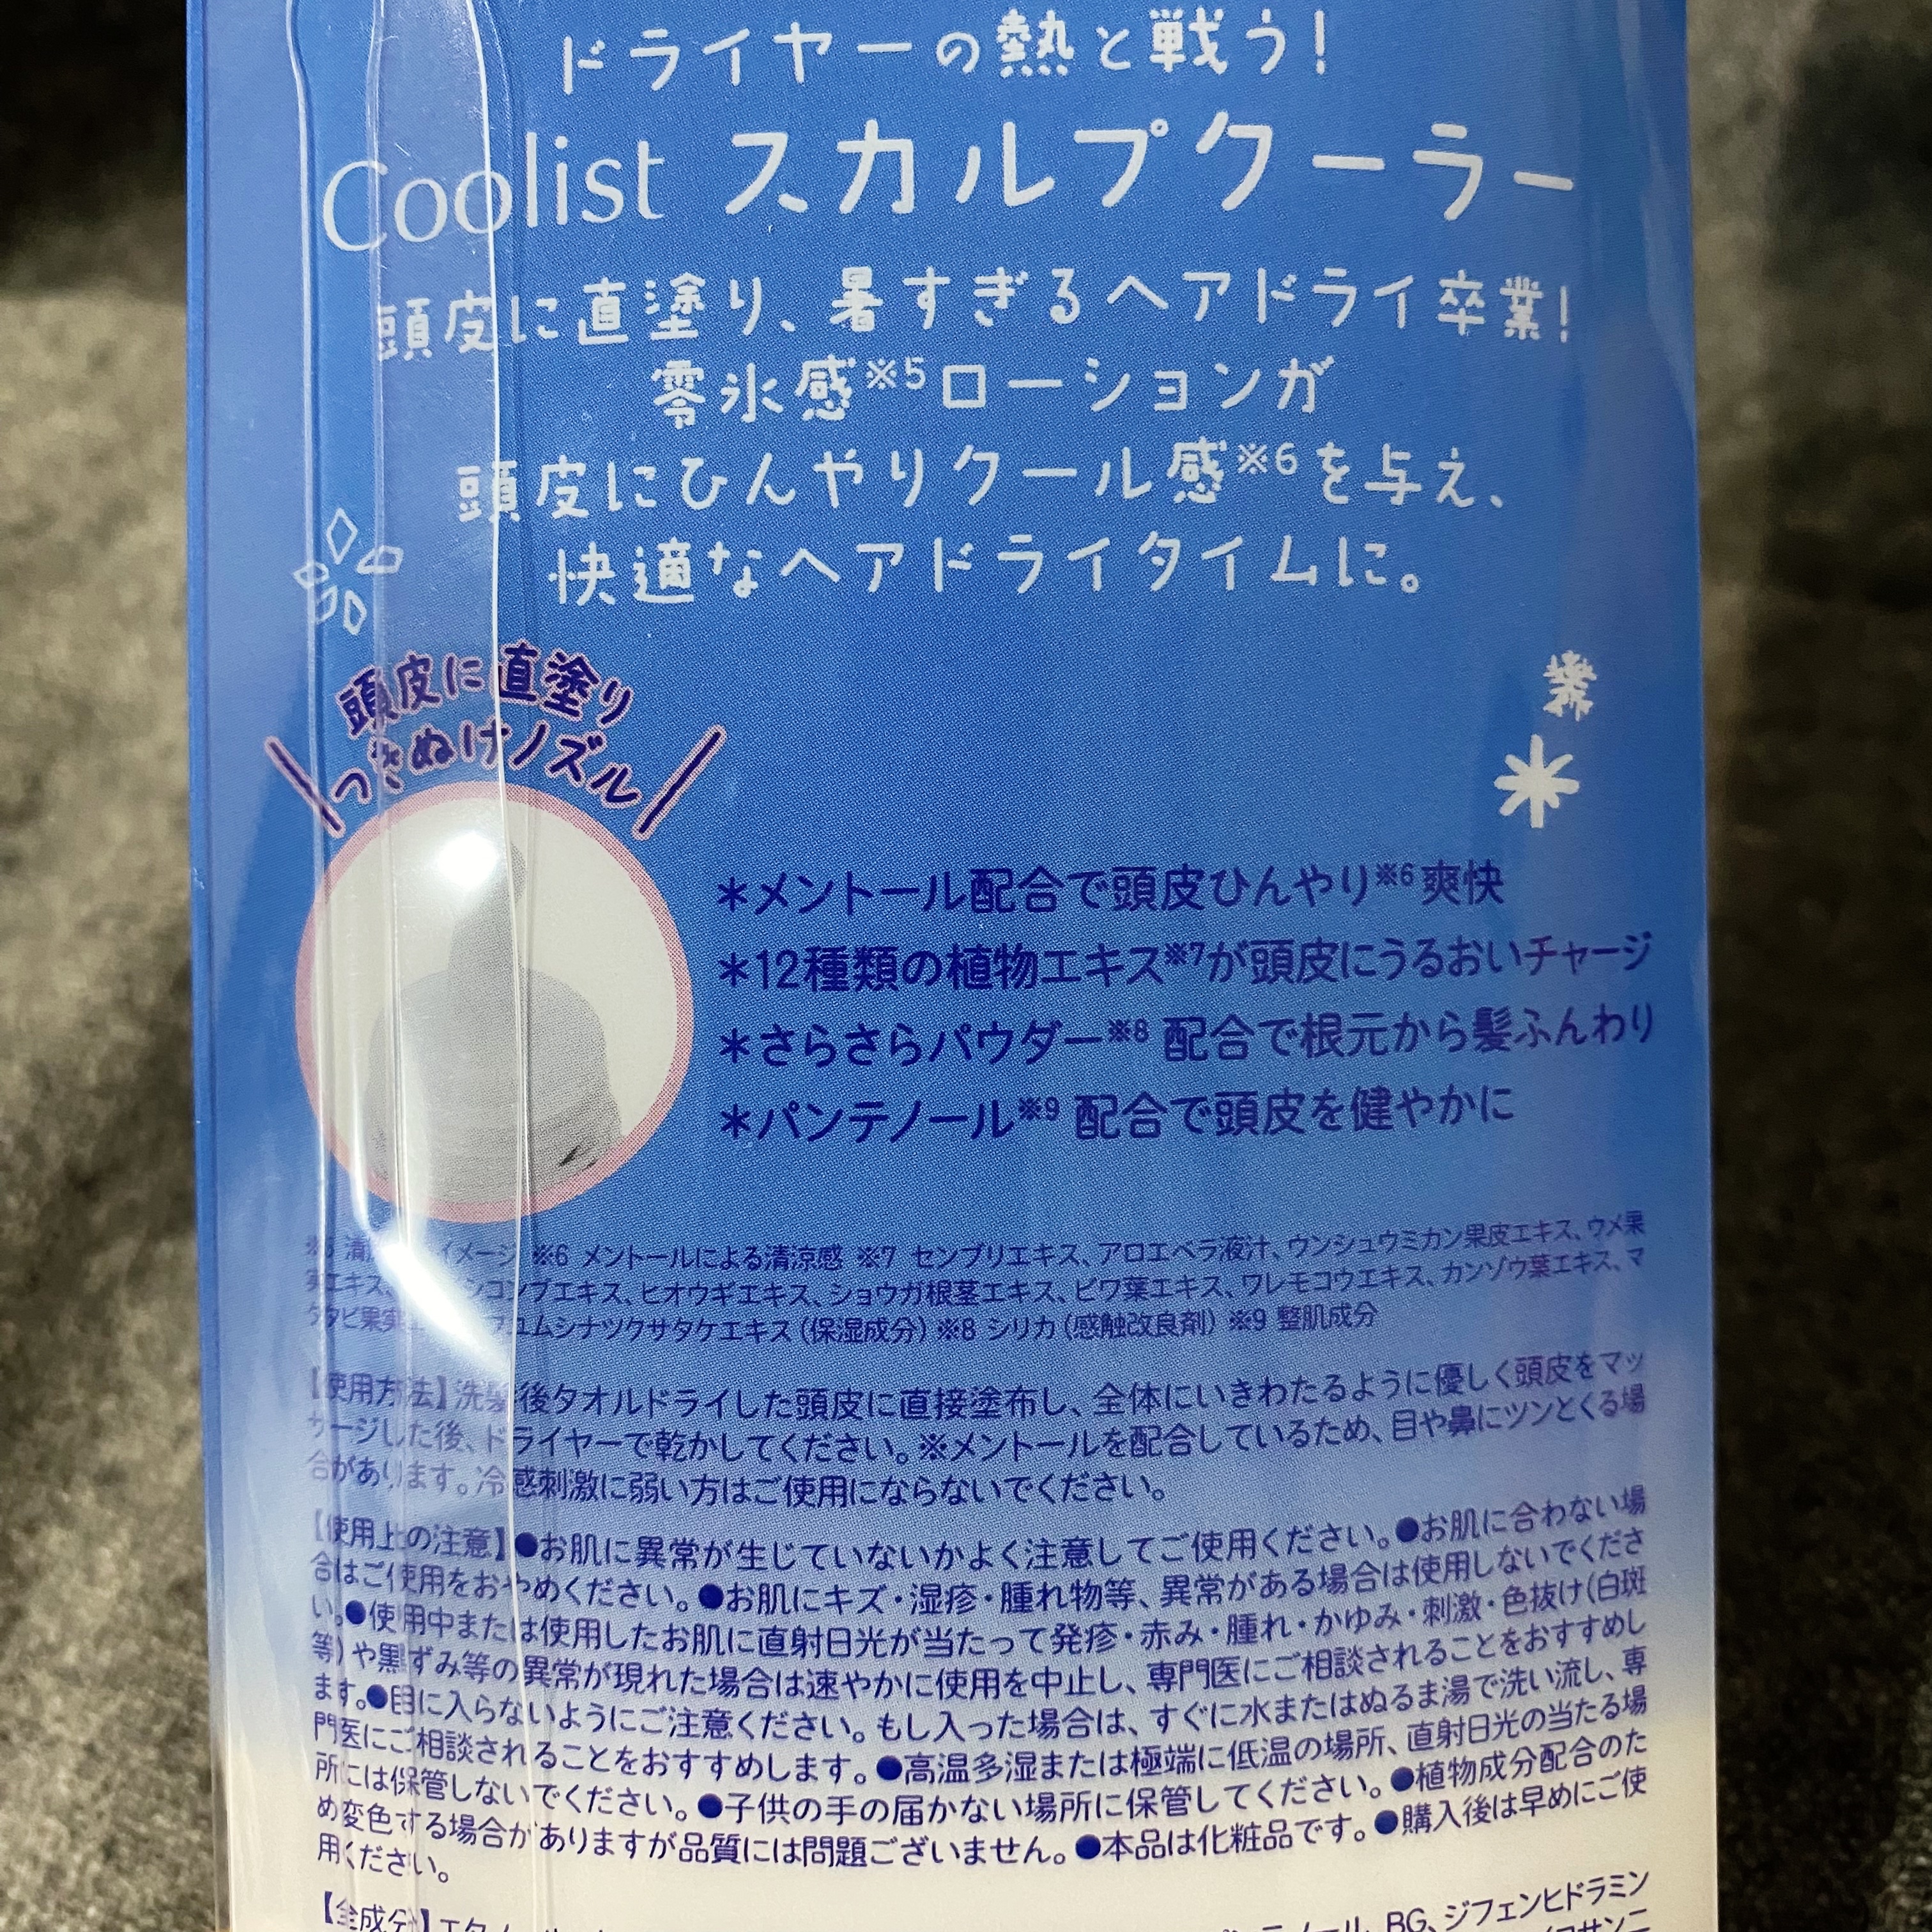 ドライヤーの熱と戦う!
Coolist スカルプクーラー
頭皮に直塗り、暑すぎるヘアドライ卒業!
零氷感※5ローションが
頭皮にひんやりクール感※6を与え、
快適なヘアドライタイムに。
頭皮に直塗り
つきぬけノズル
＊メントール配合で頭皮ひんやり※6爽快
＊12種類の植物エキス※7が頭皮にうるおいチャージ
＊さらさらパウダー※8 配合で根元から髪ふんわり
＊パンテノール※9 配合で頭皮を健やかに
イメージ ※6 メントールによる清涼感 ※7 センブリエキス、アロエベラ液汁、ウンシュウミカン果皮エキス、ウメ果
実エキス、シコンブエキス、ヒオウギエキス、ショウガ根茎エキス、ビワ葉エキス、ワレモコウエキス、カンゾウ葉エキス、マ
タタビ果実 ユムシナツクサタケエキス(保湿成分) ※8 シリカ(感触改良剤) ※9 整肌成分
【使用方法】洗髪後タオルドライした頭皮に直接塗布し、全体にいきわたるように優しく頭皮をマッ
サージした後、ドライヤーで乾かしてください。※メントールを配合しているため、目や鼻にツンとくる場
合があります。冷感刺激に弱い方はご使用にならないでください。
【使用上の注意】●お肌に異常が生じていないかよく注意してご使用ください。●お肌に合わない場
合はご使用をおやめください。●お肌にキズ・湿疹・腫れ物等、異常がある場合は使用しないでくださ
い。●使用中または使用したお肌に直射日光が当たって発疹・赤み・腫れ・かゆみ・刺激・色抜け(白斑
等)や黒ずみ等の異常が現れた場合は速やかに使用を中止し、専門医にご相談されることをおすすめし
ます。●目に入らないようにご注意ください。もし入った場合は、すぐに水またはぬるま湯で洗い流し、専
門医にご相談されることをおすすめします。●高温多湿または極端に低温の場所、直射日光の当たる場
所には保管しないでください。●子供の手の届かない場所に保管してください。●植物成分配合のた
め変色する場合がありますが品質には問題ございません。●本品は化粧品です。●購入後は早めにご使
用ください。
【全成分】 BG、ジフェンヒドラミン